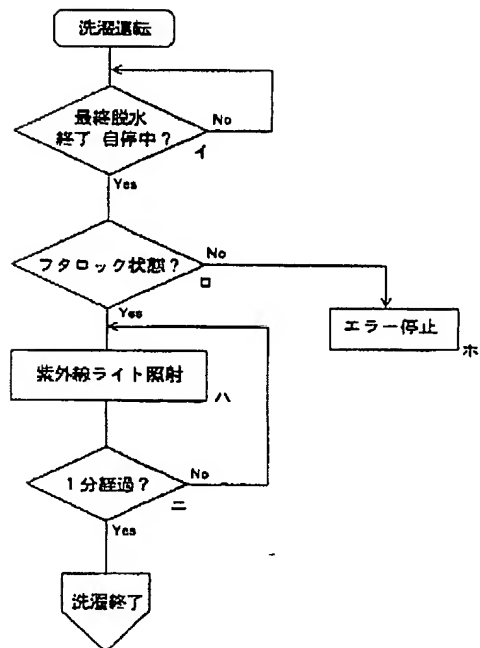 洗濯運転
最終脱水
終了 自停中?
No
イ
Yes
フタロック状態?
No
ロ
Yes
エラー停止
ホ
紫外線ライト照射
ハ
1分経過?
No
ニ
Yes
洗濯終了